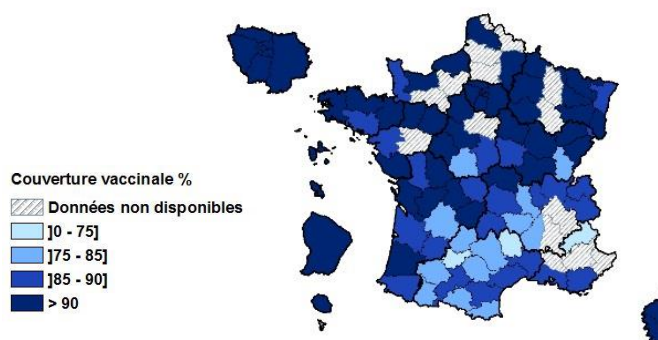 Couverture vaccinale %
Données non disponibles
]0 - 75]
]75 - 85]
]85 - 90]
> 90